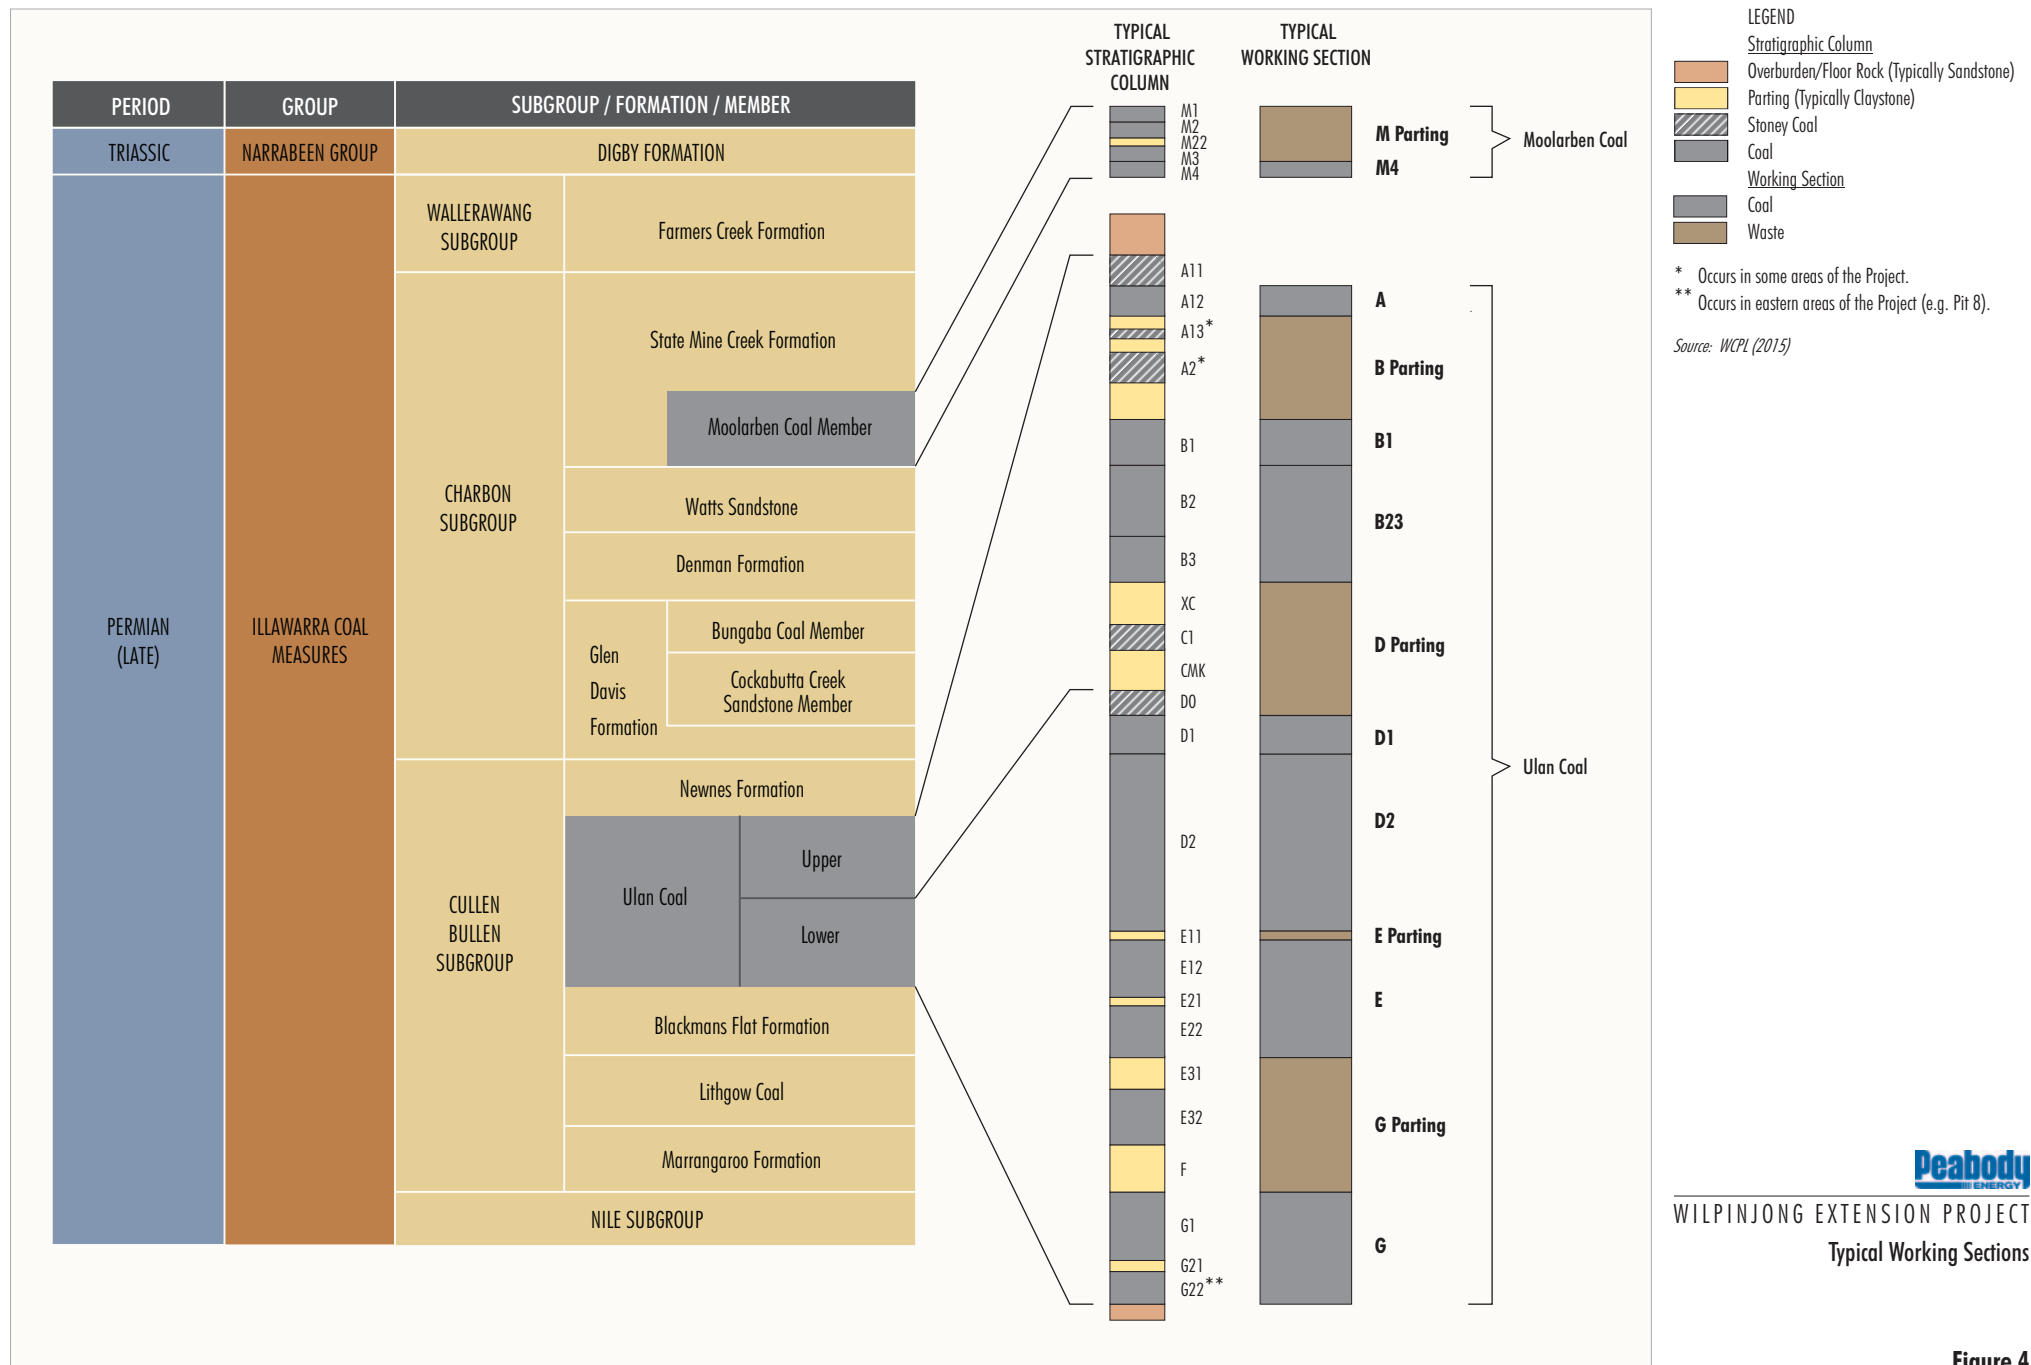 PERIOD
GROUP
SUBGROUP / FORMATION / MEMBER
TRIASSIC
NARRABEEN GROUP
DIGBY FORMATION
PERMIAN
(LATE)
ILLAWARRA COAL
MEASURES
WALLERAWANG
SUBGROUP
Farmers Creek Formation
CHARBON
SUBGROUP
State Mine Creek Formation
Moolarben Coal Member
Watts Sandstone
Denman Formation
Glen
Davis
Formation
Bungaba Coal Member
Cockabutta Creek
Sandstone Member
CULLEN
BULLEN
SUBGROUP
Newnes Formation
Ulan Coal
Upper
Lower
Blackmans Flat Formation
Lithgow Coal
Marrangaroo Formation
NILE SUBGROUP
TYPICAL
STRATIGRAPHIC
COLUMN
M1
M2
M22
M3
M4
A11
A12
A13*
A2*
B1
B2
B3
XC
C1
CMK
D0
D1
D2
E11
E12
E21
E22
E31
E32
F
G1
G21
G22**
TYPICAL
WORKING SECTION
M Parting
M4
A
B Parting
B1
B23
D Parting
D1
D2
E Parting
E
G Parting
G
Moolarben Coal
Ulan Coal
LEGEND
Stratigraphic Column
Overburden/Floor Rock (Typically Sandstone)
Parting (Typically Claystone)
Stoney Coal
Coal
Working Section
Coal
Waste
* Occurs in some areas of the Project.
** Occurs in eastern areas of the Project (e.g. Pit 8).
Source: WCPL (2015)
Peabody
ENERGY
WILPINJONG EXTENSION PROJECT
Typical Working Sections
Figure 4